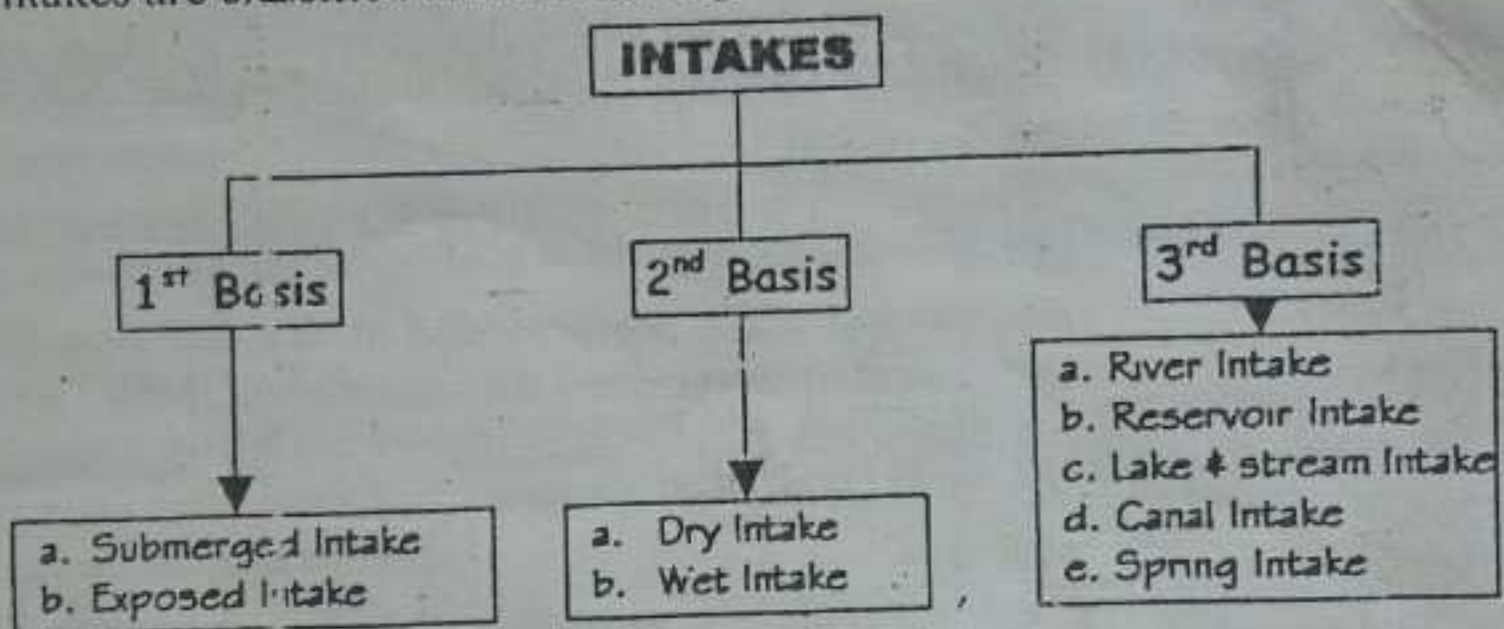 INTAKES
1st Basis
2nd Basis
3rd Basis
a. Submerged Intake
b. Exposed Intake
a. Dry Intake
b. Wet Intake
a. River Intake
b. Reservoir Intake
c. Lake & stream Intake
d. Canal Intake
e. Spring Intake